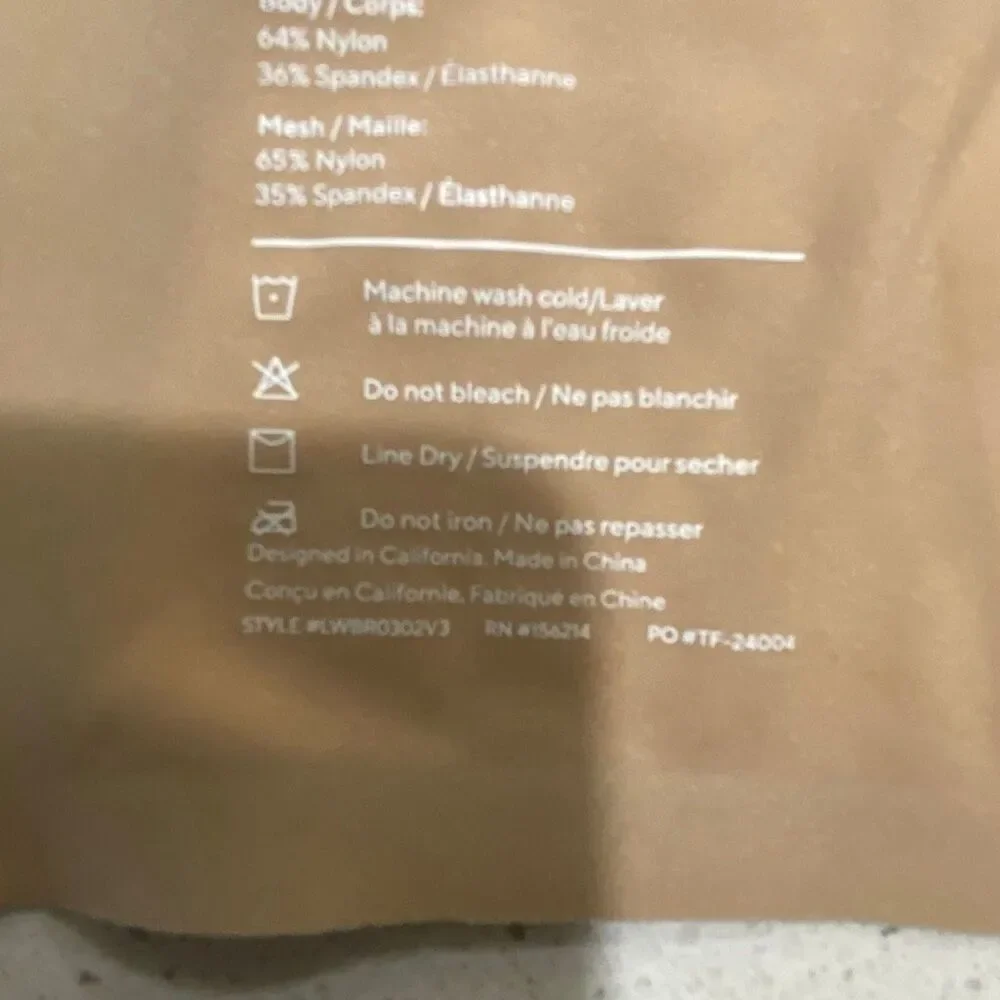 Body / Corps:
64% Nylon
36% Spandex / Élasthanne
Mesh / Maille:
65% Nylon
35% Spandex / Élasthanne
Machine wash cold/Laver
à la machine à l'eau froide
Do not bleach / Ne pas blanchir
Line Dry / Suspendre pour secher
Do not iron / Ne pas repasser
Designed in California. Made in China
Conçu en Californie. Fabriqué en Chine
STYLE #LWBR0302V3 RN #156214 PO #TF-24004